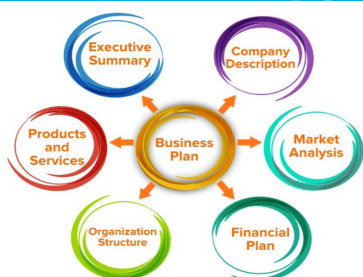 Executive
Summary
Company
Description
Products
and
Services
Business
Plan
Market
Analysis
Organization
Structure
Financial
Plan